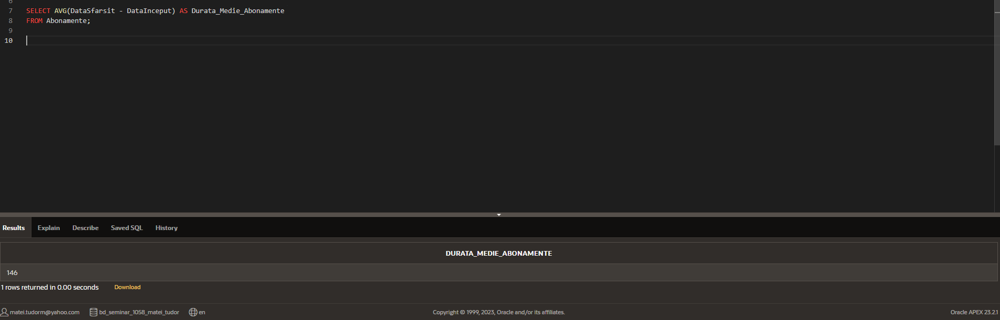 6
7 SELECT AVG(DataSfarsit - DataInceput) AS Durata_Medie_Abonamente
8 FROM Abonamente;
9
10
Results Explain Describe Saved SQL History
DURATA_MEDIE_ABONAMENTE
146
1 rows returned in 0.00 seconds Download
matei.tudorm@yahoo.com bd_seminar_1058_matei_tudor en Copyright © 1999, 2023, Oracle and/or its affiliates. Oracle APEX 23.2.1